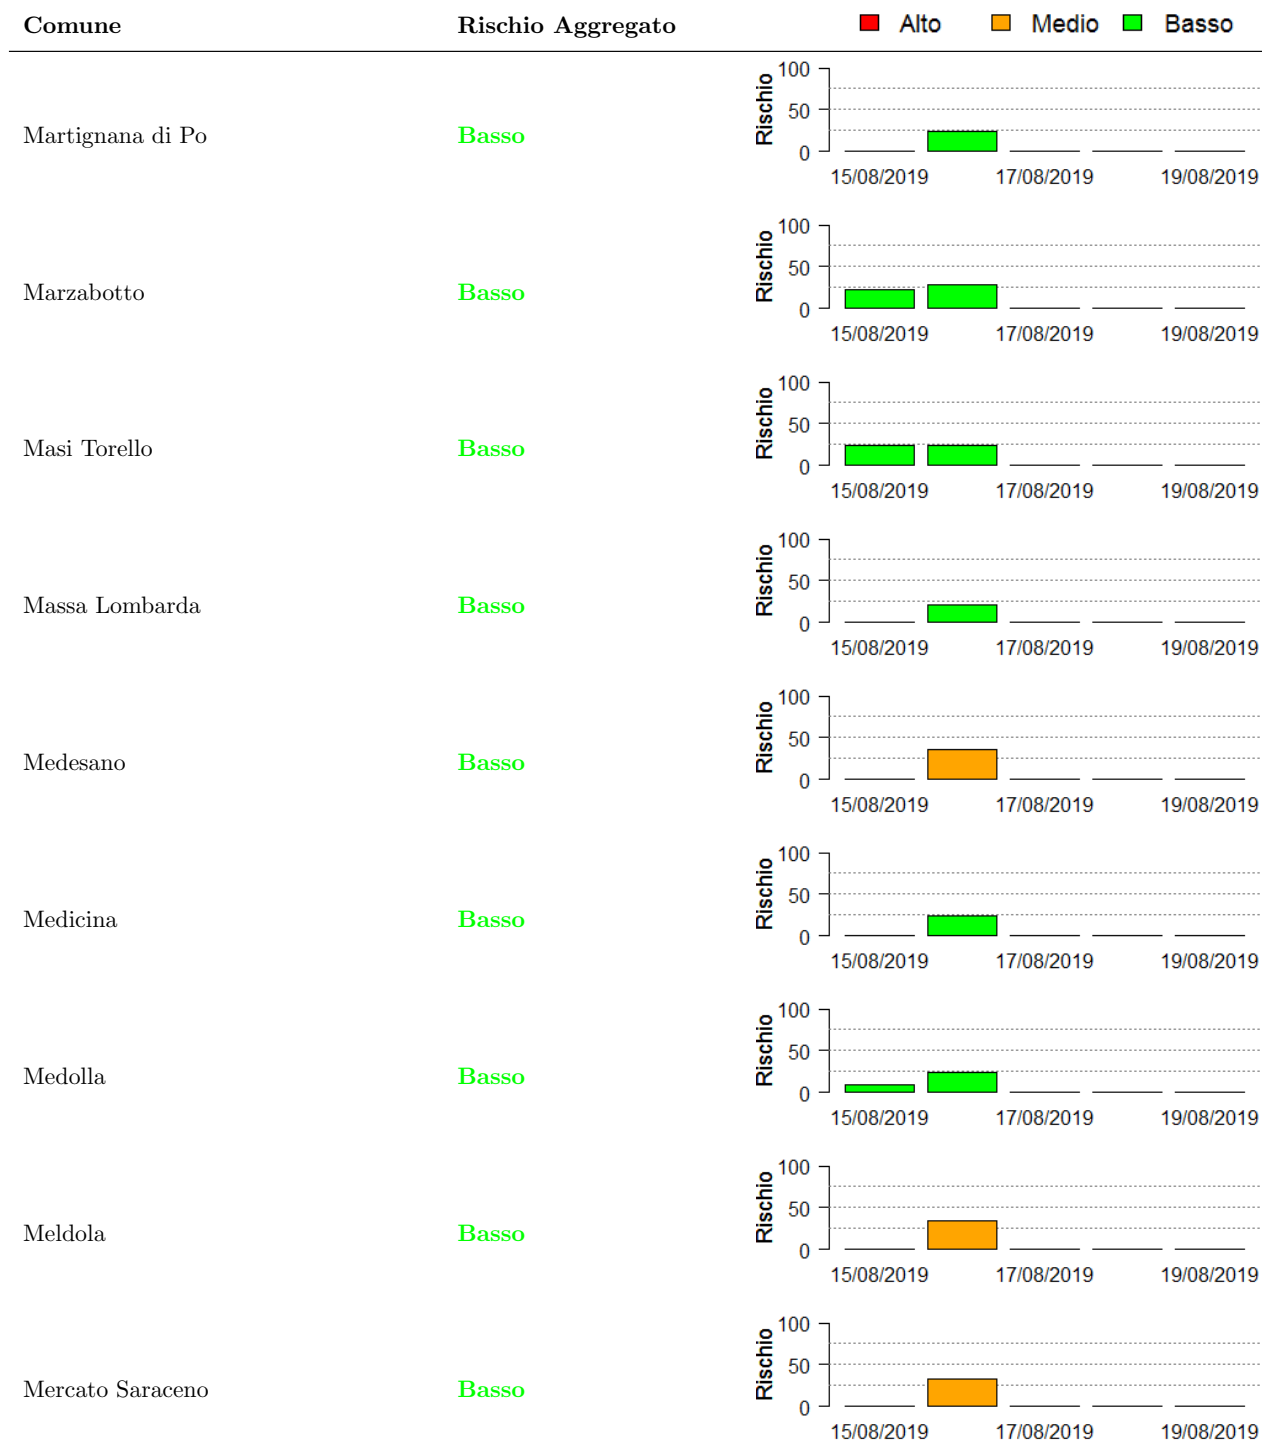 Comune Rischio Aggregato Alto Medio Basso
Martignana di Po Basso
Rischio
100
50
0
15/08/2019 17/08/2019 19/08/2019
Marzabotto Basso
Rischio
100
50
0
15/08/2019 17/08/2019 19/08/2019
Masi Torello Basso
Rischio
100
50
0
15/08/2019 17/08/2019 19/08/2019
Massa Lombarda Basso
Rischio
100
50
0
15/08/2019 17/08/2019 19/08/2019
Medesano Basso
Rischio
100
50
0
15/08/2019 17/08/2019 19/08/2019
Medicina Basso
Rischio
100
50
0
15/08/2019 17/08/2019 19/08/2019
Medolla Basso
Rischio
100
50
0
15/08/2019 17/08/2019 19/08/2019
Meldola Basso
Rischio
100
50
0
15/08/2019 17/08/2019 19/08/2019
Mercato Saraceno Basso
Rischio
100
50
0
15/08/2019 17/08/2019 19/08/2019